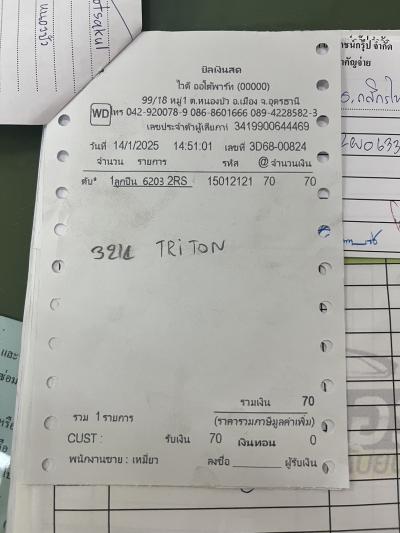 บิลเงินสด
ไวดี ออโต้พาร์ท (00000)
99/18 หมู่1 ต.หนองบัว อ.เมือง จ.อุดรธานี
WD โทร 042-920078-9 086-8601666 089-4228582-3
เลขประจำตัวผู้เสียภาษี 3419900644469
วันที่ 14/1/2025 14:51:01 เลขที่ 3D68-00824
จำนวน รายการ รหัส @ จำนวนเงิน
ตับ* 1ลูกปืน 6203 2RS 15012121 70 70
TRiTON
รวมเงิน 70
รวม 1 รายการ (ราคารวมภาษีมูลค่าเพิ่ม)
CUST : รับเงิน 70 เงินทอน 0
พนักงานขาย : เหมียว ลงชื่อ ผู้รับเงิน